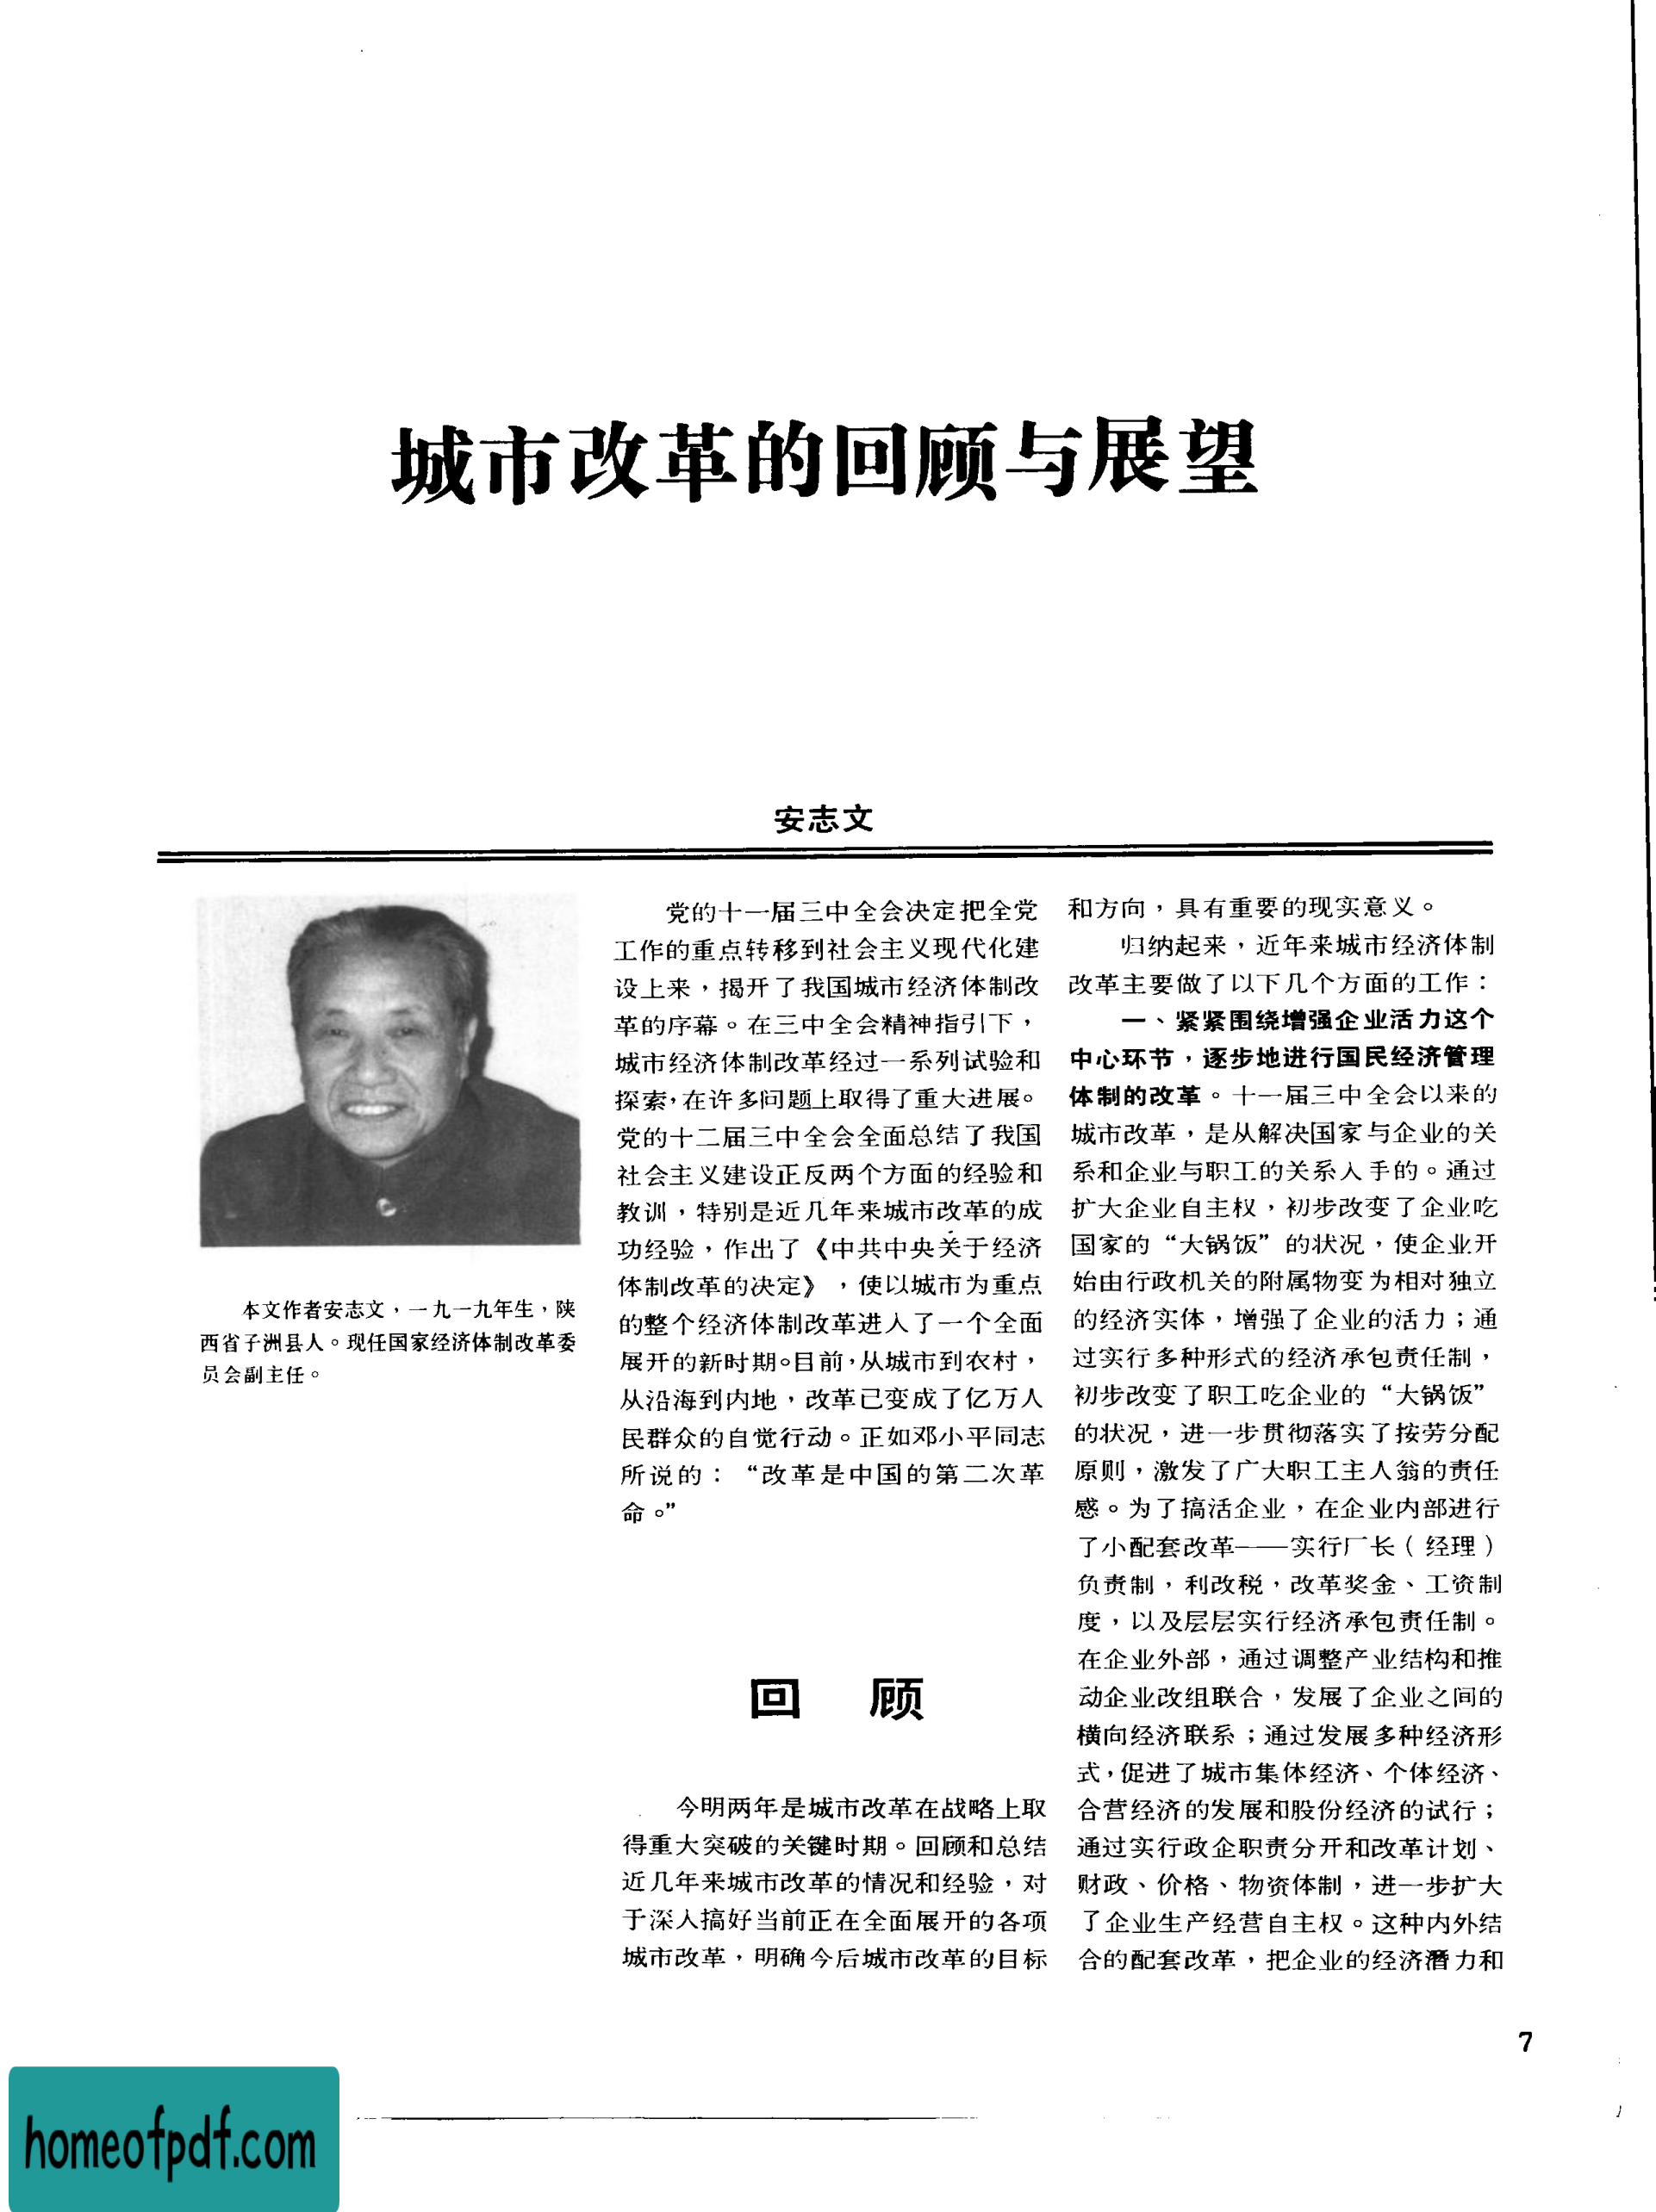 城市改革的回顾与展望
安志文
本文作者安志文，一九一九年生，陕
西省子洲县人。现任国家经济体制改革委
员会副主任。
党的十一届三中全会决定把全党
工作的重点转移到社会主义现代化建
设上来，揭开了我国城市经济体制改
革的序幕。在三中全会精神指引下，
城市经济体制改革经过一系列试验和
探索，在许多问题上取得了重大进展。
党的十二届三中全会全面总结了我国
社会主义建设正反两个方面的经验和
教训，特别是近几年来城市改革的成
功经验，作出了《中共中央关于经济
体制改革的决定》，使以城市为重点
的整个经济体制改革进入了一个全面
展开的新时期。目前，从城市到农村，
从沿海到内地，改革已变成了亿万人
民群众的自觉行动。正如邓小平同志
所说的：“改革是中国的第二次革
命。”
回 顾
今明两年是城市改革在战略上取
得重大突破的关键时期。回顾和总结
近几年来城市改革的情况和经验，对
于深入搞好当前正在全面展开的各项
城市改革，明确今后城市改革的目标
和方向，具有重要的现实意义。
归纳起来，近年来城市经济体制
改革主要做了以下几个方面的工作：
一、紧紧围绕增强企业活力这个
中心环节，逐步地进行国民经济管理
体制的改革。十一届三中全会以来的
城市改革，是从解决国家与企业的关
系和企业与职工的关系入手的。通过
扩大企业自主权，初步改变了企业吃
国家的“大锅饭”的状况，使企业开
始由行政机关的附属物变为相对独立
的经济实体，增强了企业的活力；通
过实行多种形式的经济承包责任制，
初步改变了职工吃企业的“大锅饭”
的状况，进一步贯彻落实了按劳分配
原则，激发了广大职工主人翁的责任
感。为了搞活企业，在企业内部进行
了小配套改革——实行厂长（经理）
负责制，利改税，改革奖金、工资制
度，以及层层实行经济承包责任制。
在企业外部，通过调整产业结构和推
动企业改组联合，发展了企业之间的
横向经济联系；通过发展多种经济形
式，促进了城市集体经济、个体经济、
合营经济的发展和股份经济的试行；
通过实行政企职责分开和改革计划、
财政、价格、物资体制，进一步扩大
了企业生产经营自主权。这种内外结
合的配套改革，把企业的经济潜力和
7
homeofpdf.com